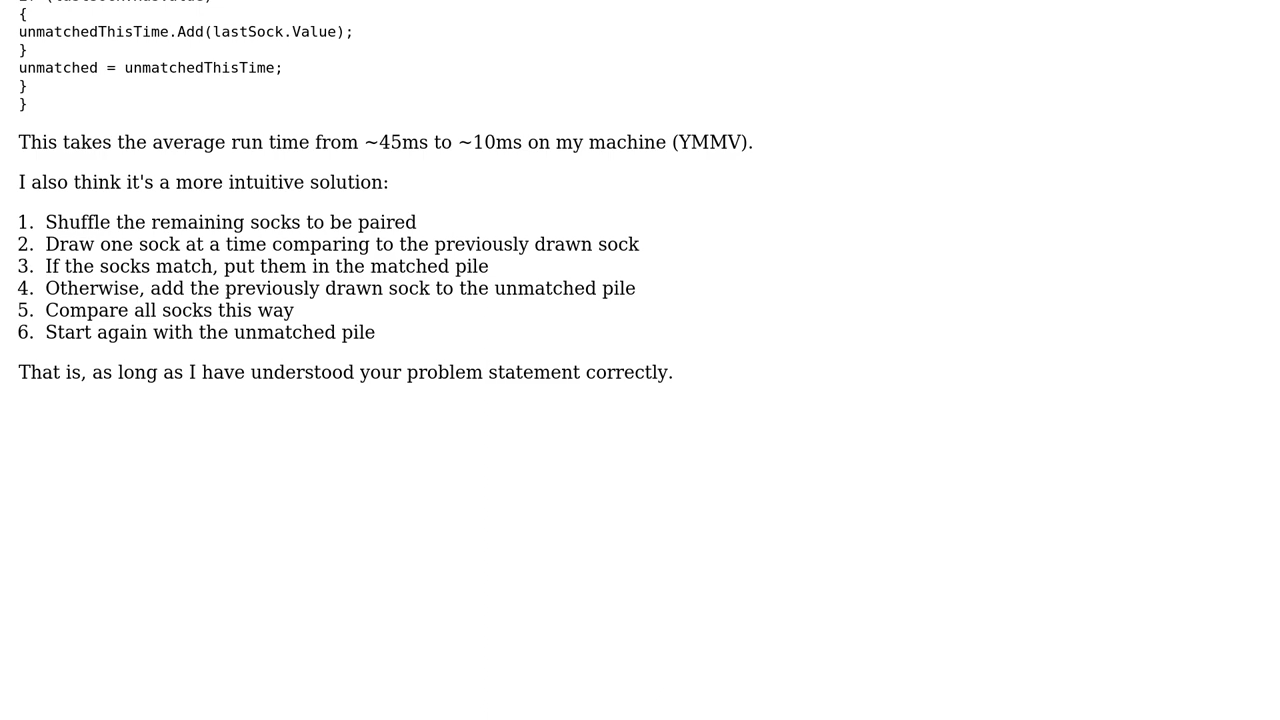 {
unmatchedThisTime.Add(lastSock.Value);
}
unmatched = unmatchedThisTime;
}
}
This takes the average run time from ~45ms to ~10ms on my machine (YMMV).
I also think it's a more intuitive solution:
1. Shuffle the remaining socks to be paired
2. Draw one sock at a time comparing to the previously drawn sock
3. If the socks match, put them in the matched pile
4. Otherwise, add the previously drawn sock to the unmatched pile
5. Compare all socks this way
6. Start again with the unmatched pile
That is, as long as I have understood your problem statement correctly.